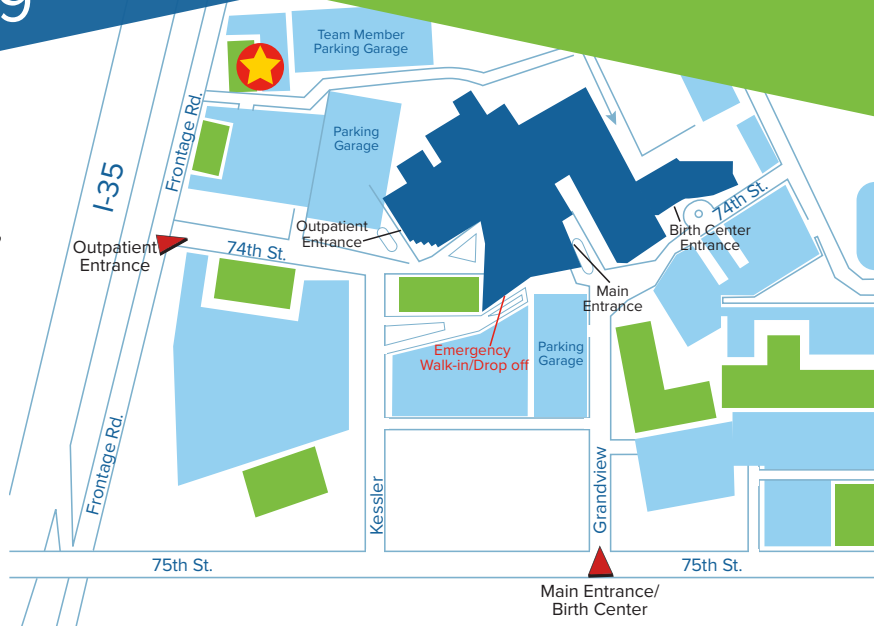 Team Member
Parking Garage
Parking
Garage
Frontage Rd.
I-35
Outpatient
Entrance
74th St.
Outpatient
Entrance
74th St.
Birth Center
Entrance
Main
Entrance
Emergency
Walk-in/Drop off
Parking
Garage
Frontage Rd.
Kessler
Grandview
75th St.
75th St.
Main Entrance/
Birth Center